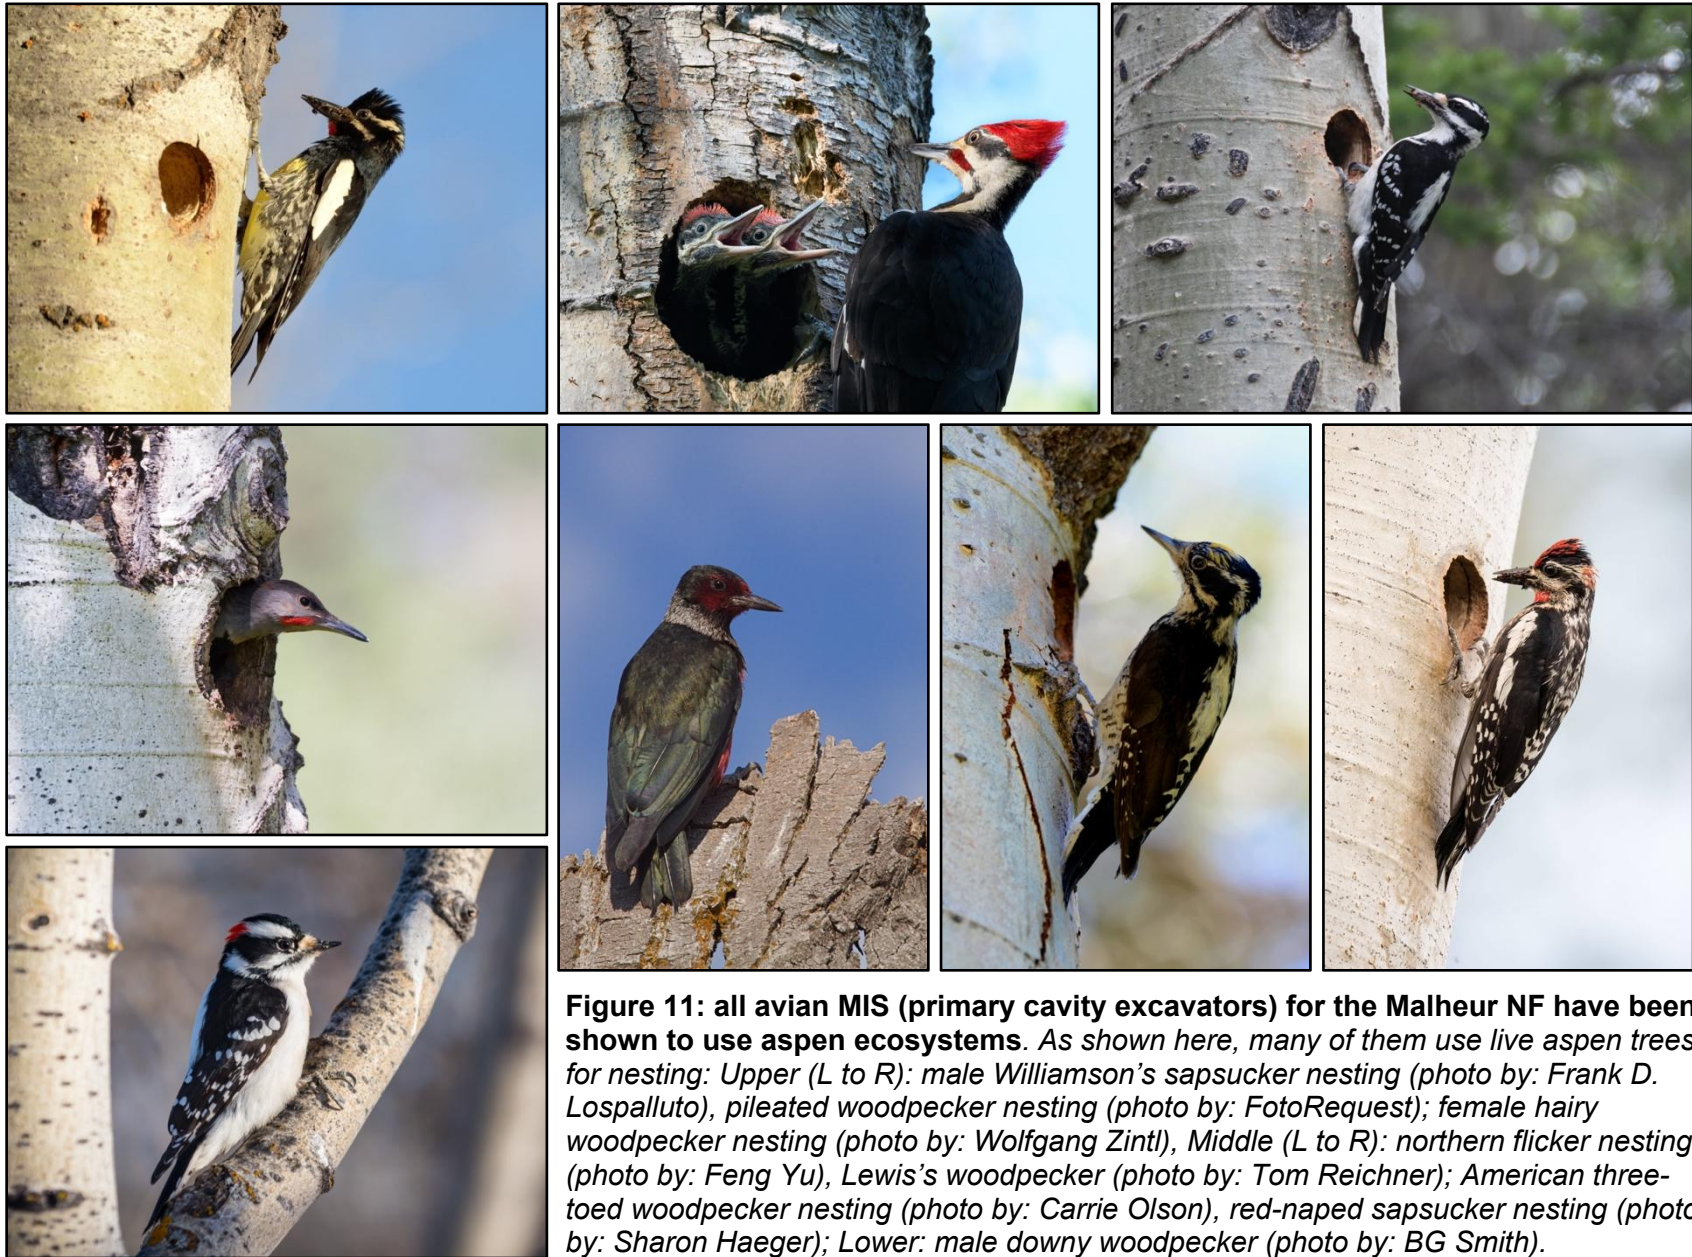 Figure 11: all avian MIS (primary cavity excavators) for the Malheur NF have been
shown to use aspen ecosystems. As shown here, many of them use live aspen trees
for nesting: Upper (L to R): male Williamson’s sapsucker nesting (photo by: Frank D.
Lospalluto), pileated woodpecker nesting (photo by: FotoRequest); female hairy
woodpecker nesting (photo by: Wolfgang Zintl), Middle (L to R): northern flicker nesting
(photo by: Feng Yu), Lewis’s woodpecker (photo by: Tom Reichner); American three-
toed woodpecker nesting (photo by: Carrie Olson), red-naped sapsucker nesting (photo
by: Sharon Haeger); Lower: male downy woodpecker (photo by: BG Smith).